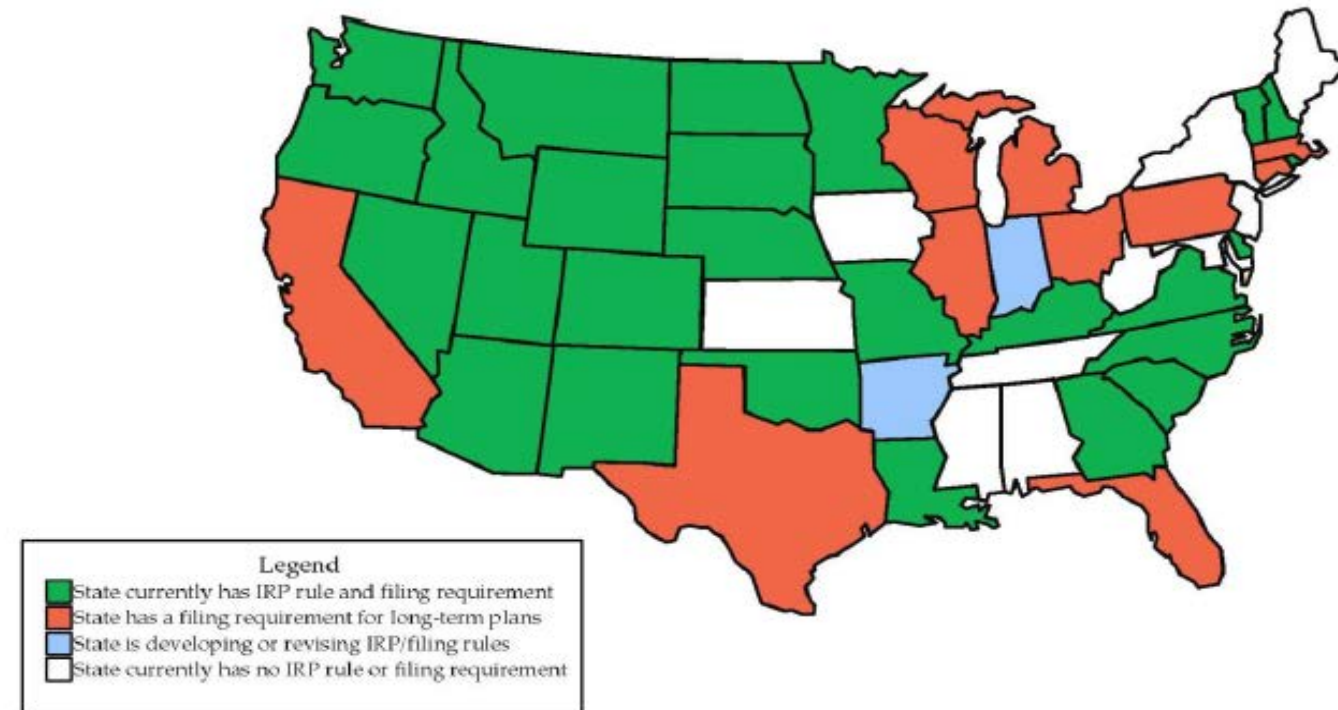 Legend
State currently has IRP rule and filing requirement
State has a filing requirement for long-term plans
State is developing or revising IRP/filing rules
State currently has no IRP rule or filing requirement